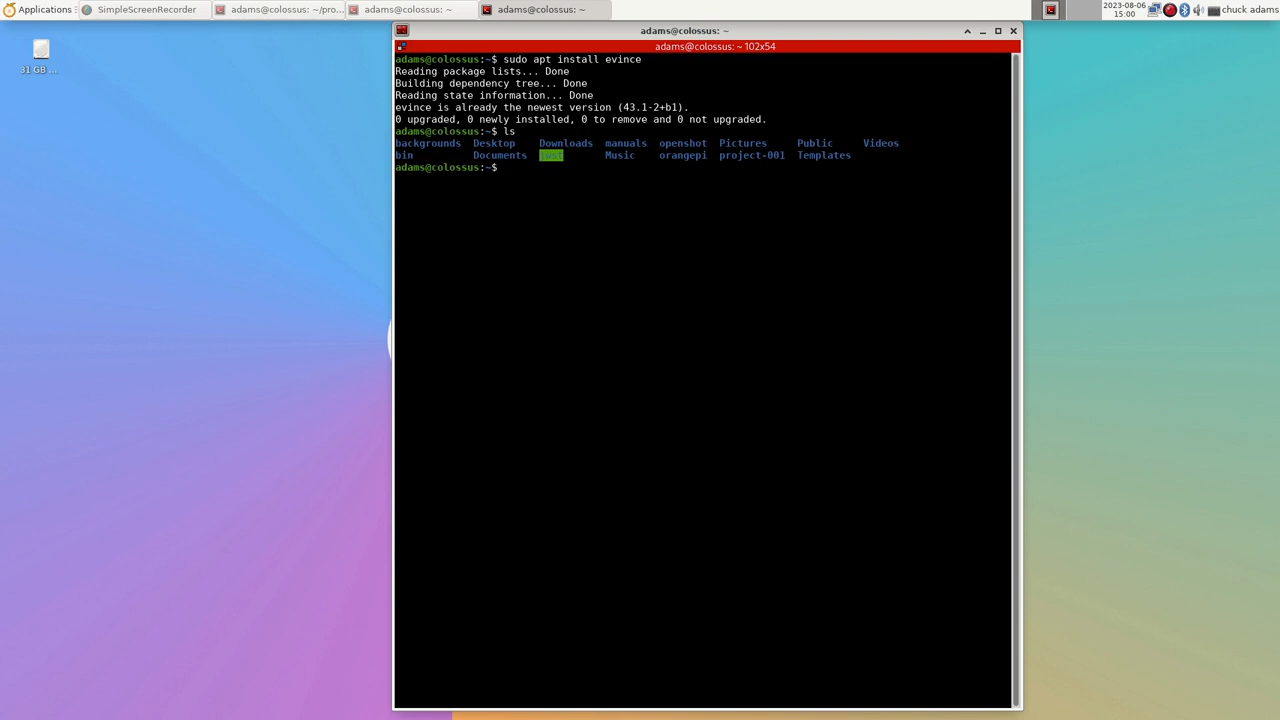 Applications SimpleScreenRecorder adams@colossus: ~/pro... adams@colossus: ~ adams@colossus: ~ 2023-08-06 chuck adams
15:00
31 GB ...
adams@colossus: ~
adams@colossus: ~ 102x54
adams@colossus:~$ sudo apt install evince
Reading package lists... Done
Building dependency tree... Done
Reading state information... Done
evince is already the newest version (43.1-2+b1).
0 upgraded, 0 newly installed, 0 to remove and 0 not upgraded.
adams@colossus:~$ ls
backgrounds Desktop Downloads manuals openshot Pictures Public Videos
bin Documents Music orangepi project-001 Templates
adams@colossus:~$